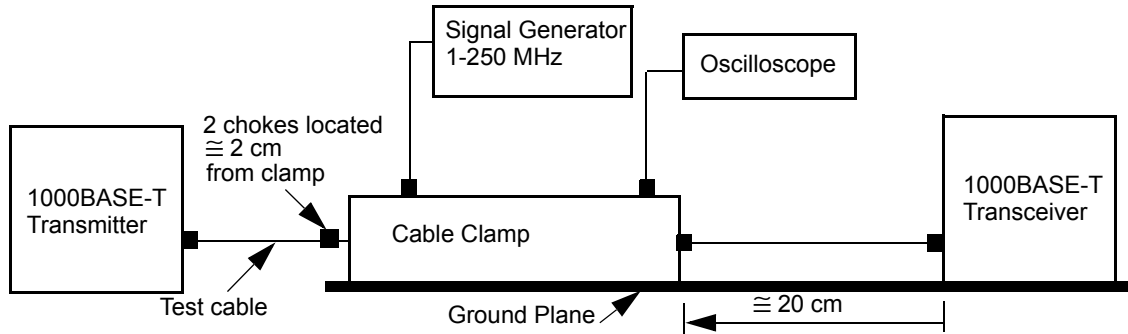 Signal Generator
1-250 MHz
Oscilloscope
2 chokes located
≅ 2 cm
from clamp
1000BASE-T
Transmitter
1000BASE-T
Transceiver
Cable Clamp
Test cable
Ground Plane
≅ 20 cm